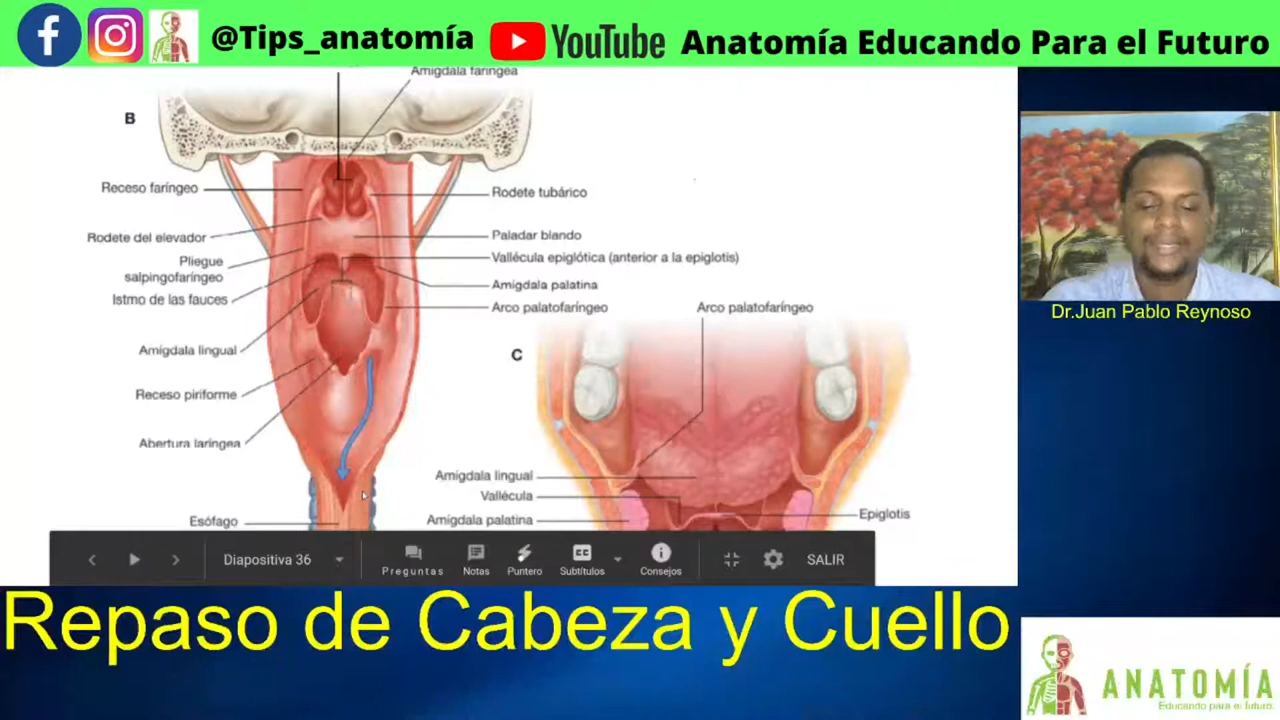 @Tips_anatomía
YouTube
Anatomía Educando Para el Futuro
Amígdala faríngea
B
Receso faríngeo
Rodete tubárico
Rodete del elevador
Paladar blando
Pliegue
salpingofaríngeo
Vallécula epiglótica (anterior a la epiglotis)
Istmo de las fauces
Amígdala palatina
Arco palatofaríngeo
Amígdala lingual
Receso piriforme
Abertura laríngea
Esófago
C
Arco palatofaríngeo
Amígdala lingual
Vallécula
Amígdala palatina
Epiglotis
Dr.Juan Pablo Reynoso
Diapositiva 36
Preguntas
Notas
Puntero
Subtítulos
Consejos
SALIR
Repaso de Cabeza y Cuello
ANATOMÍA
Educando para el futuro.